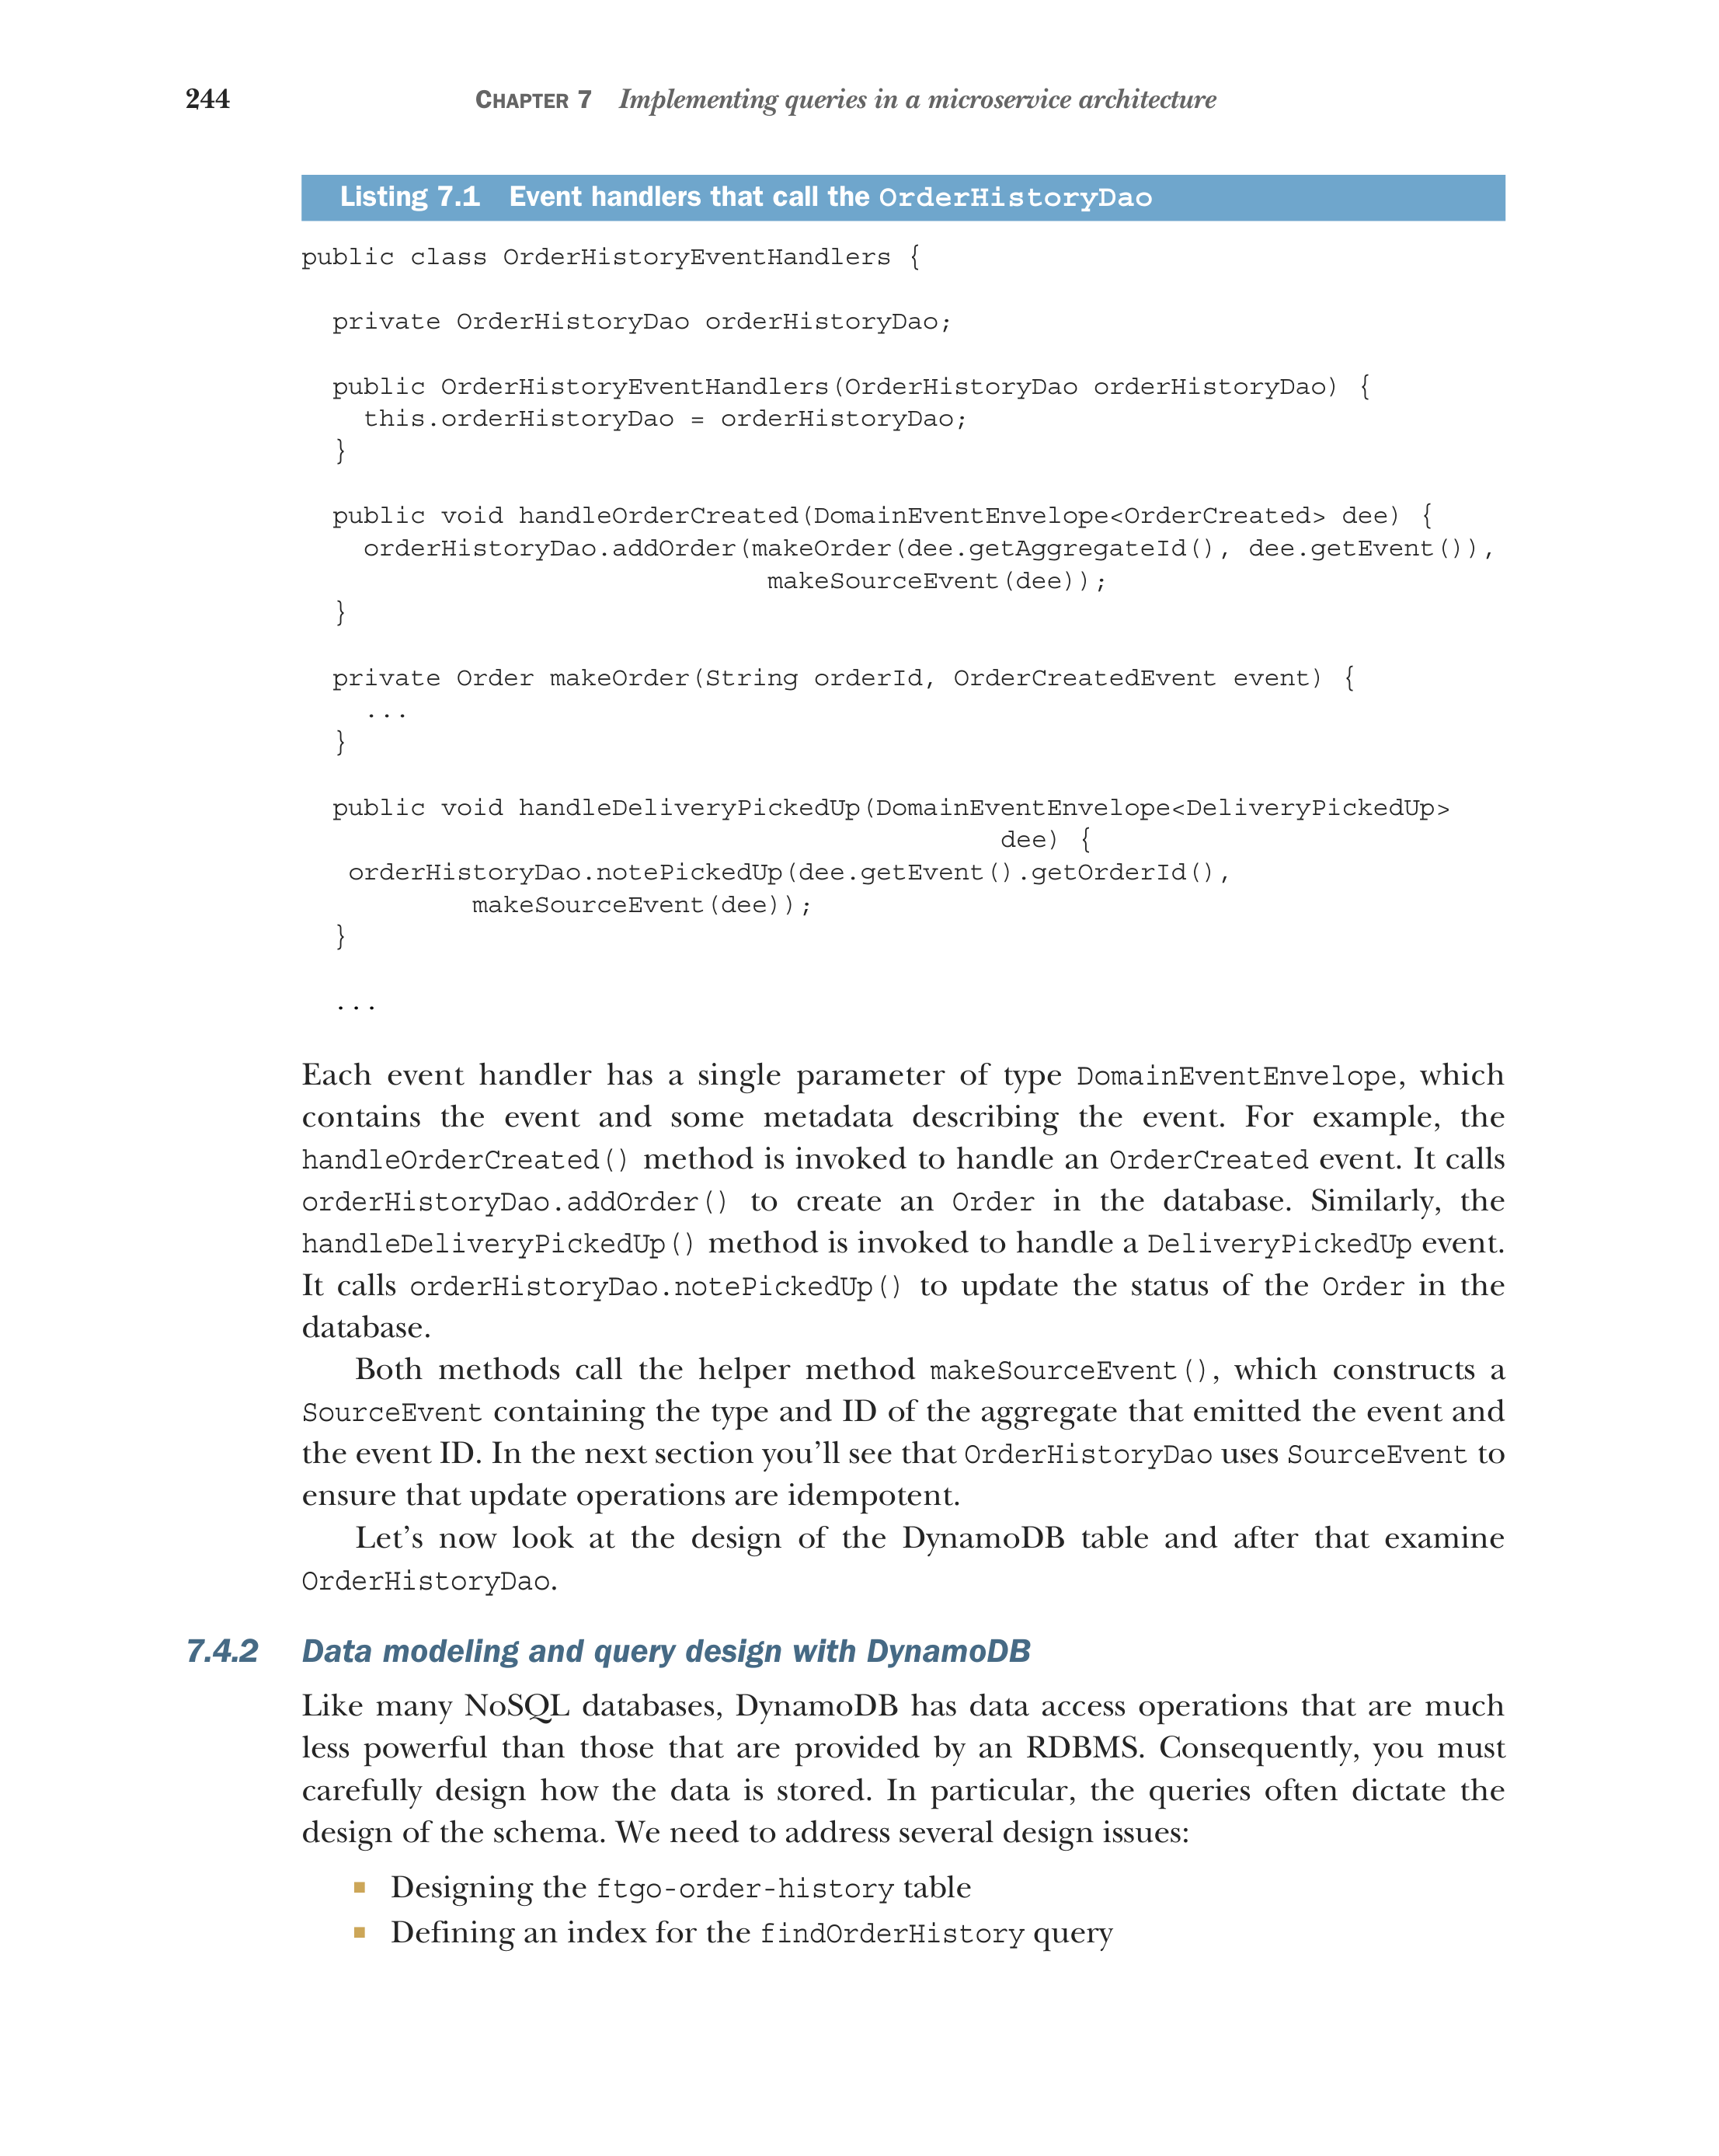 244 CHAPTER 7 Implementing queries in a microservice architecture
Listing 7.1 Event handlers that call the OrderHistoryDao
public class OrderHistoryEventHandlers {
private OrderHistoryDao orderHistoryDao;
public OrderHistoryEventHandlers(OrderHistoryDao orderHistoryDao) {
this.orderHistoryDao = orderHistoryDao;
}
public void handleOrderCreated(DomainEventEnvelope<OrderCreated> dee) {
orderHistoryDao.addOrder(makeOrder(dee.getAggregateId(), dee.getEvent()),
makeSourceEvent(dee));
}
private Order makeOrder(String orderId, OrderCreatedEvent event) {
...
}
public void handleDeliveryPickedUp(DomainEventEnvelope<DeliveryPickedUp>
dee) {
orderHistoryDao.notePickedUp(dee.getEvent().getOrderId(),
makeSourceEvent(dee));
}
...
Each event handler has a single parameter of type DomainEventEnvelope, which
contains the event and some metadata describing the event. For example, the
handleOrderCreated() method is invoked to handle an OrderCreated event. It calls
orderHistoryDao.addOrder() to create an Order in the database. Similarly, the
handleDeliveryPickedUp() method is invoked to handle a DeliveryPickedUp event.
It calls orderHistoryDao.notePickedUp() to update the status of the Order in the
database.
Both methods call the helper method makeSourceEvent(), which constructs a
SourceEvent containing the type and ID of the aggregate that emitted the event and
the event ID. In the next section you’ll see that OrderHistoryDao uses SourceEvent to
ensure that update operations are idempotent.
Let’s now look at the design of the DynamoDB table and after that examine
OrderHistoryDao.
7.4.2 Data modeling and query design with DynamoDB
Like many NoSQL databases, DynamoDB has data access operations that are much
less powerful than those that are provided by an RDBMS. Consequently, you must
carefully design how the data is stored. In particular, the queries often dictate the
design of the schema. We need to address several design issues:
■ Designing the ftgo-order-history table
■ Defining an index for the findOrderHistory query